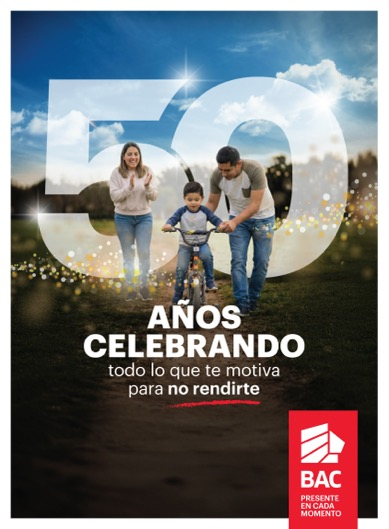 50
AÑOS
CELEBRANDO
todo lo que te motiva
para no rendirte
BAC
PRESENTE
EN CADA
MOMENTO